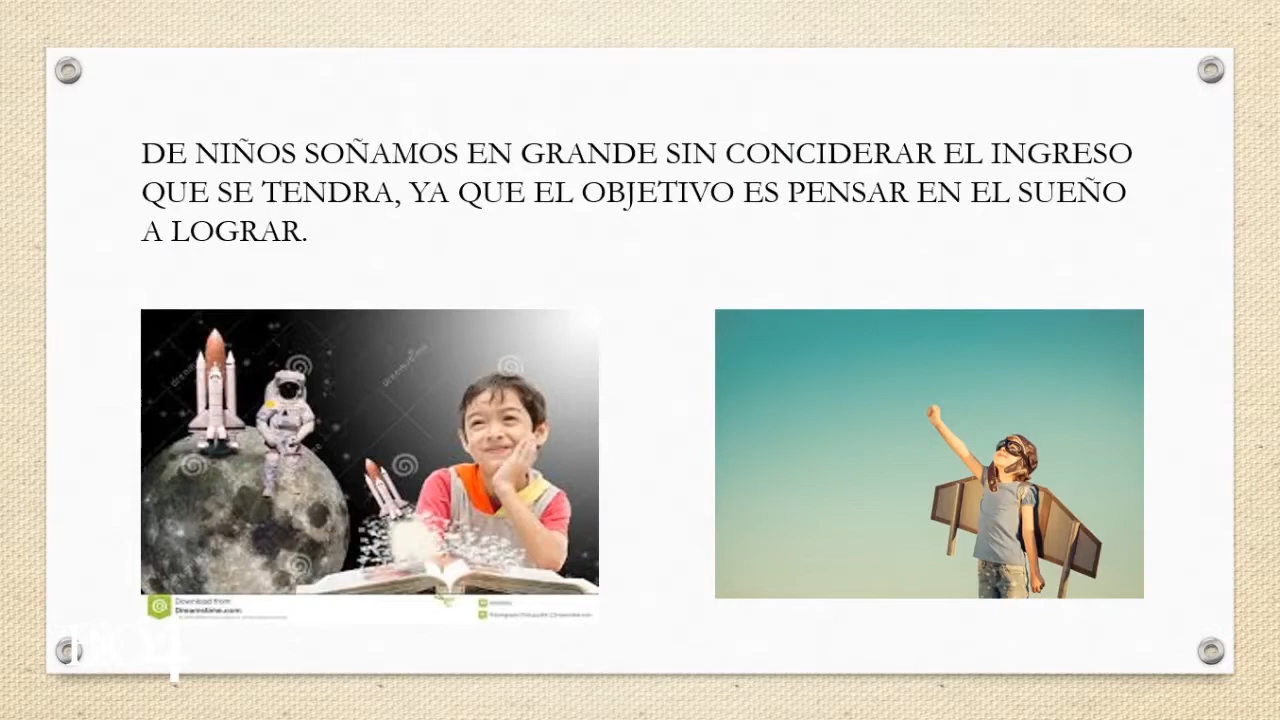 DE NIÑOS SOÑAMOS EN GRANDE SIN CONCIDERAR EL INGRESO
QUE SE TENDRA, YA QUE EL OBJETIVO ES PENSAR EN EL SUEÑO
A LOGRAR.
Download from
Dreamstime.com